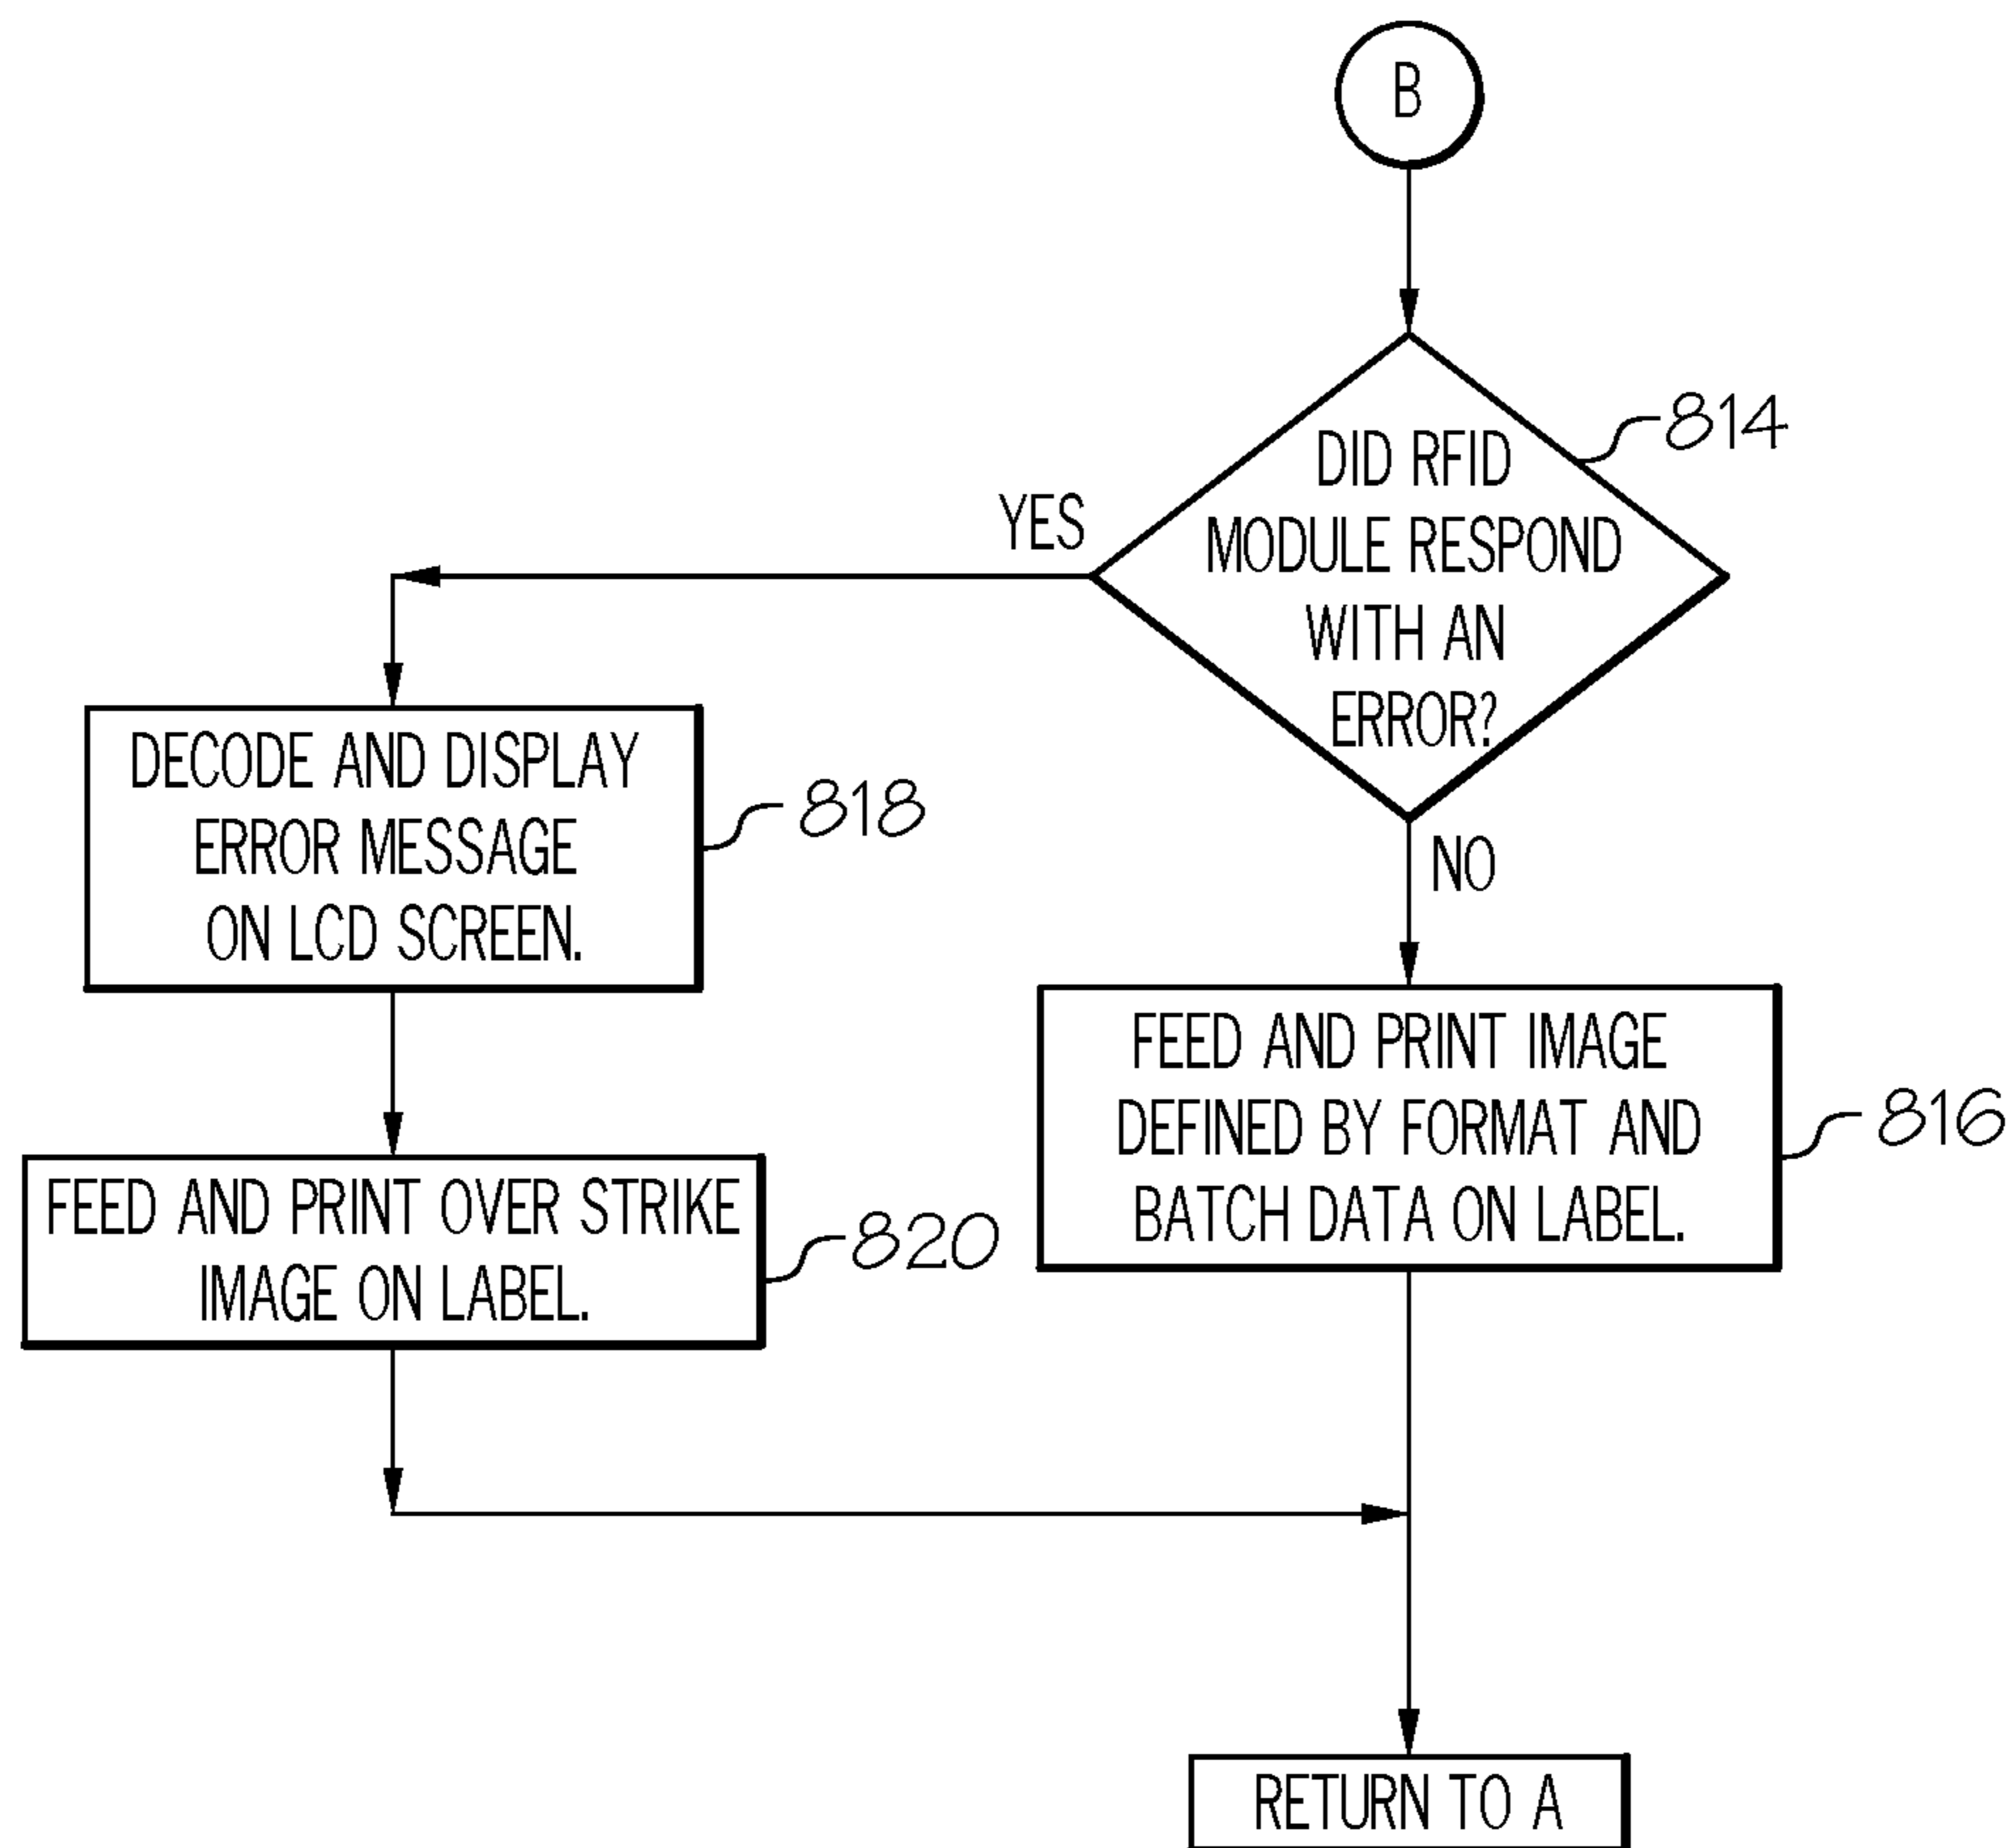 B
DID RFID
MODULE RESPOND
WITH AN
ERROR?
814
YES
NO
DECODE AND DISPLAY
ERROR MESSAGE
ON LCD SCREEN.
818
FEED AND PRINT IMAGE
DEFINED BY FORMAT AND
BATCH DATA ON LABEL.
816
FEED AND PRINT OVER STRIKE
IMAGE ON LABEL.
820
RETURN TO A